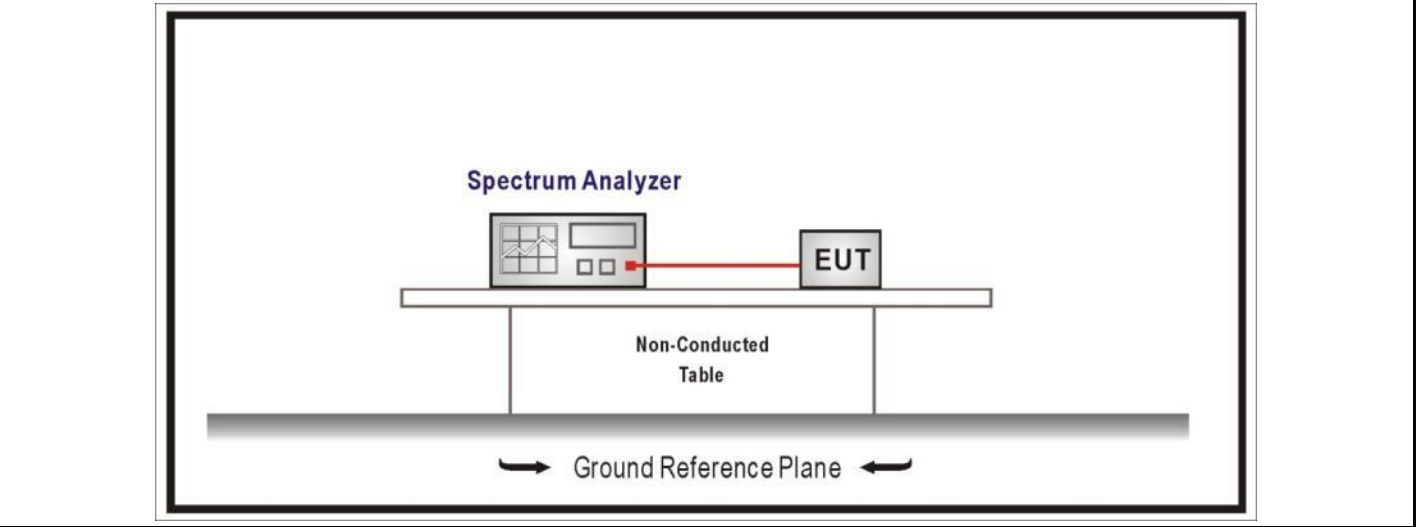 Spectrum Analyzer
EUT
Non-Conducted
Table
Ground Reference Plane